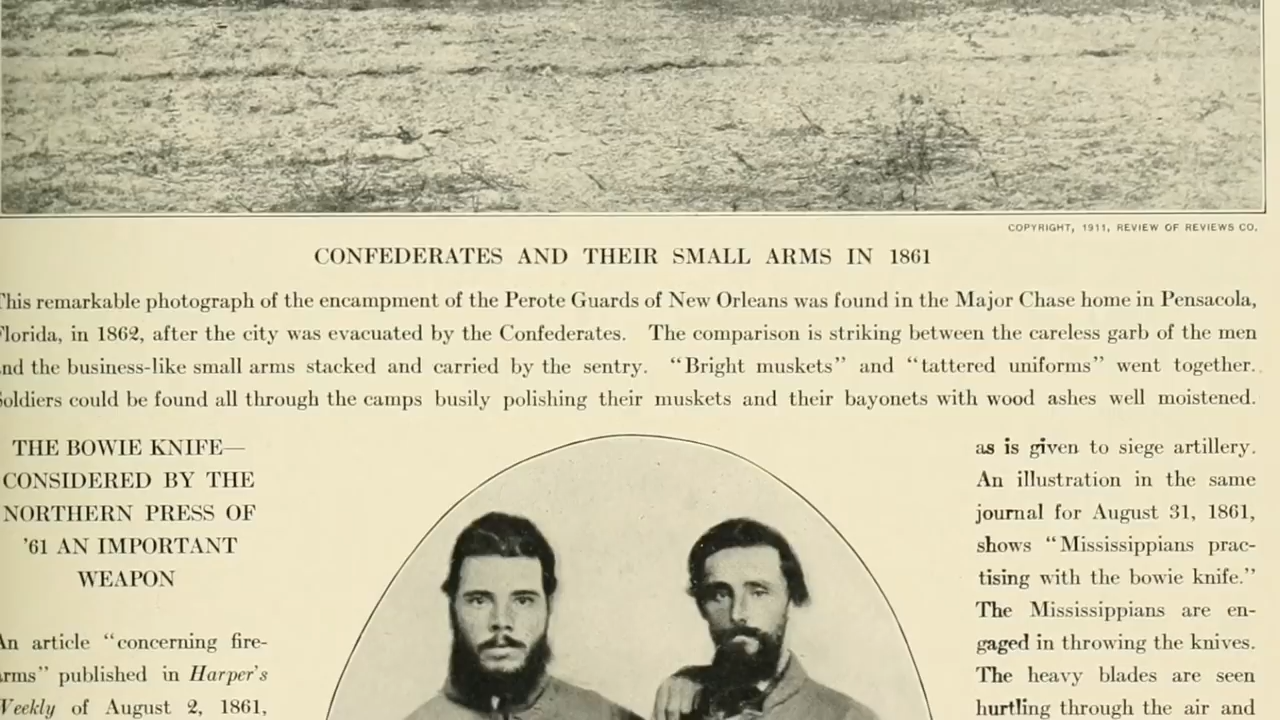 COPYRIGHT, 1911, REVIEW OF REVIEWS CO.
CONFEDERATES AND THEIR SMALL ARMS IN 1861
This remarkable photograph of the encampment of the Perote Guards of New Orleans was found in the Major Chase home in Pensacola,
Florida, in 1862, after the city was evacuated by the Confederates. The comparison is striking between the careless garb of the men
and the business-like small arms stacked and carried by the sentry. “Bright muskets” and “tattered uniforms” went together.
Soldiers could be found all through the camps busily polishing their muskets and their bayonets with wood ashes well moistened.
THE BOWIE KNIFE—
CONSIDERED BY THE
NORTHERN PRESS OF
’61 AN IMPORTANT
WEAPON
An article “concerning fire-
arms” published in Harper’s
Weekly of August 2, 1861,
as is given to siege artillery.
An illustration in the same
journal for August 31, 1861,
shows “Mississippians prac-
tising with the bowie knife.”
The Mississippians are en-
gaged in throwing the knives.
The heavy blades are seen
hurtling through the air and